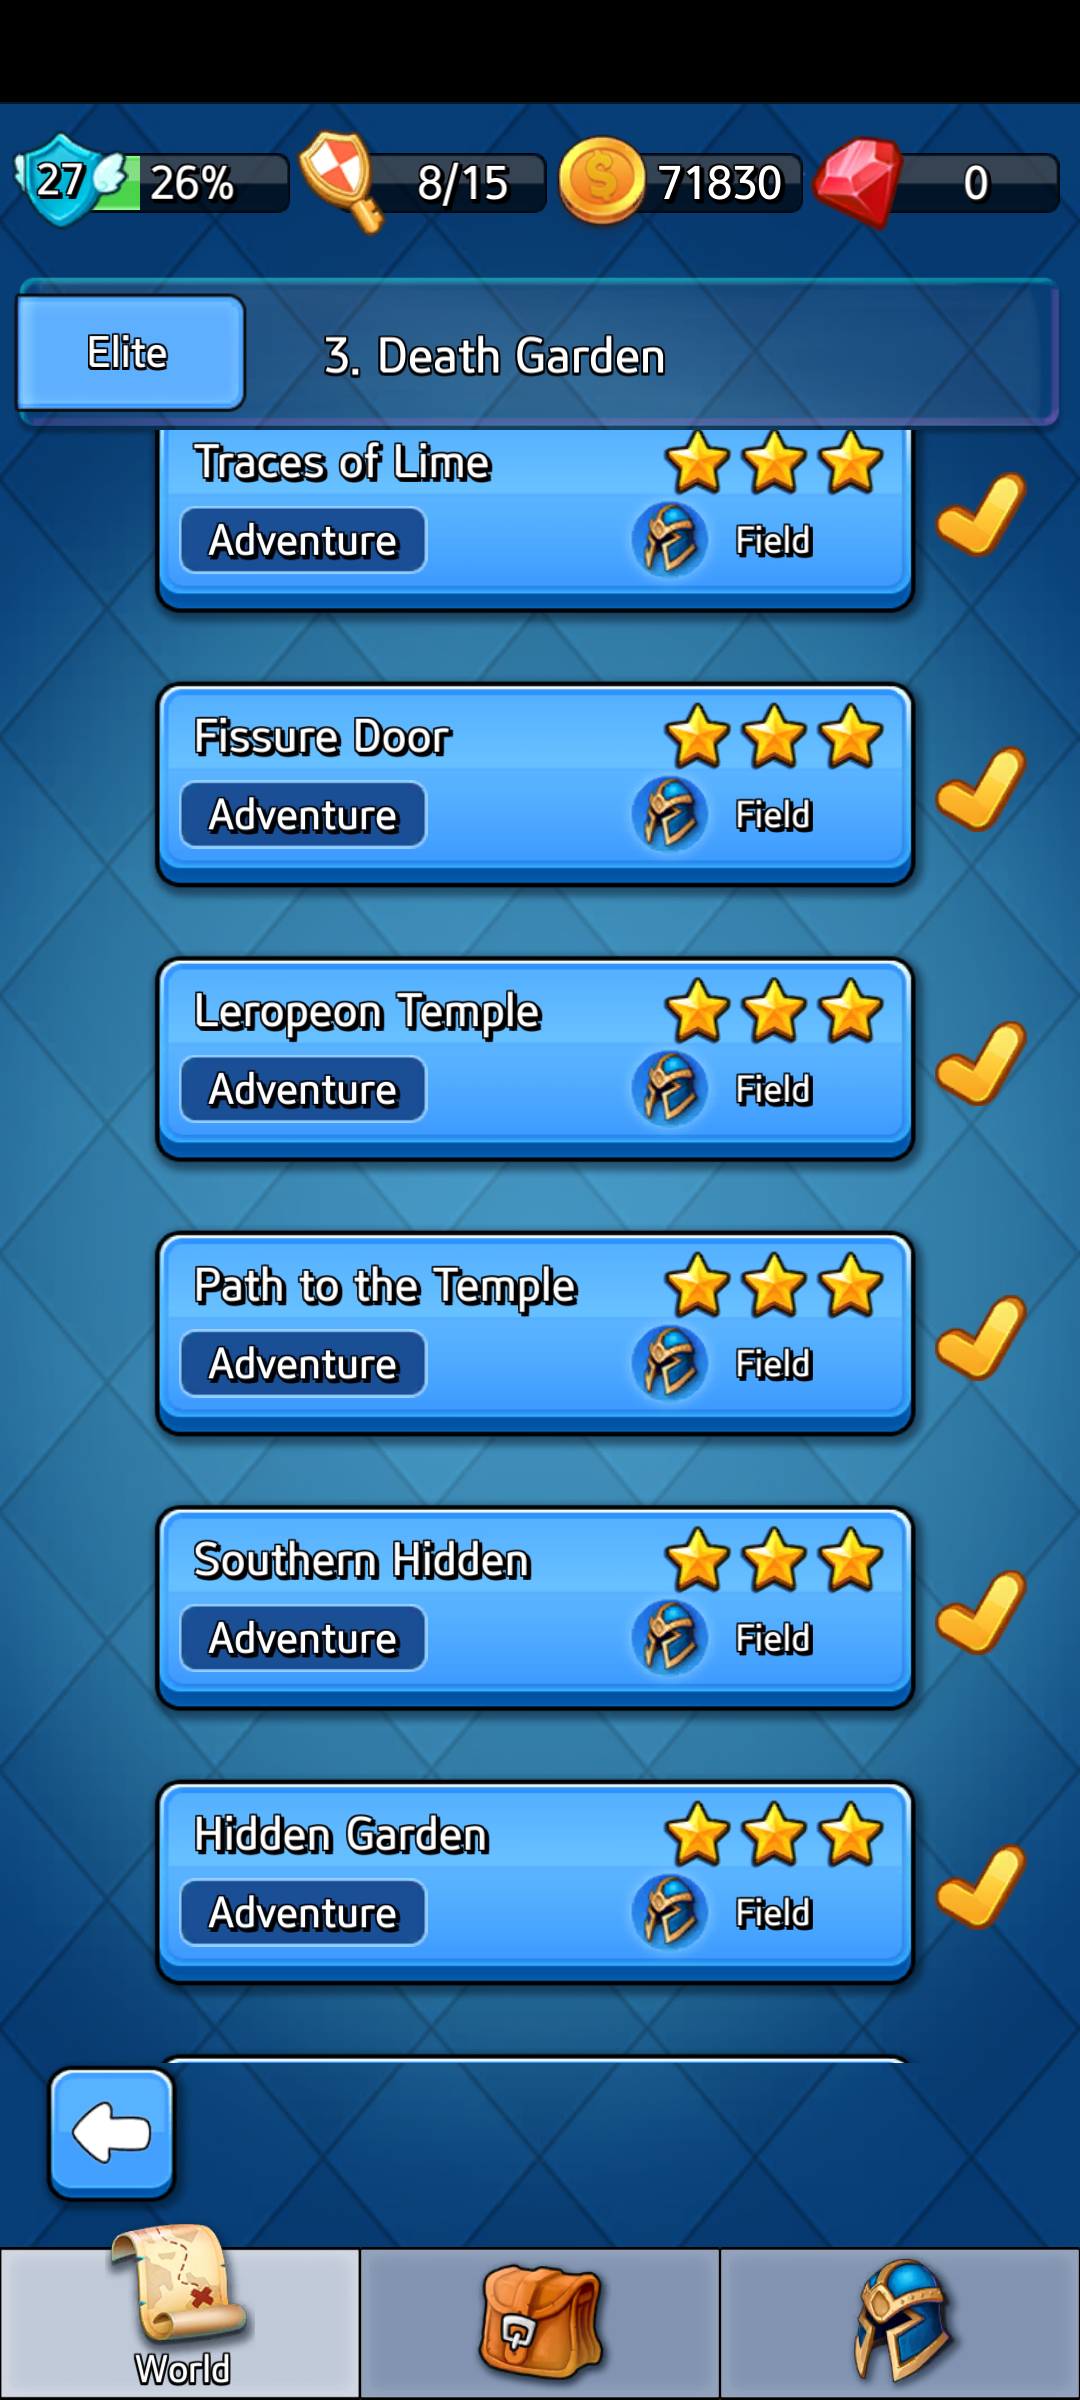 27 26% 8/15 71830 0
Elite 3. Death Garden
Traces of Lime
Adventure Field
Fissure Door
Adventure Field
Leropeon Temple
Adventure Field
Path to the Temple
Adventure Field
Southern Hidden
Adventure Field
Hidden Garden
Adventure Field
World